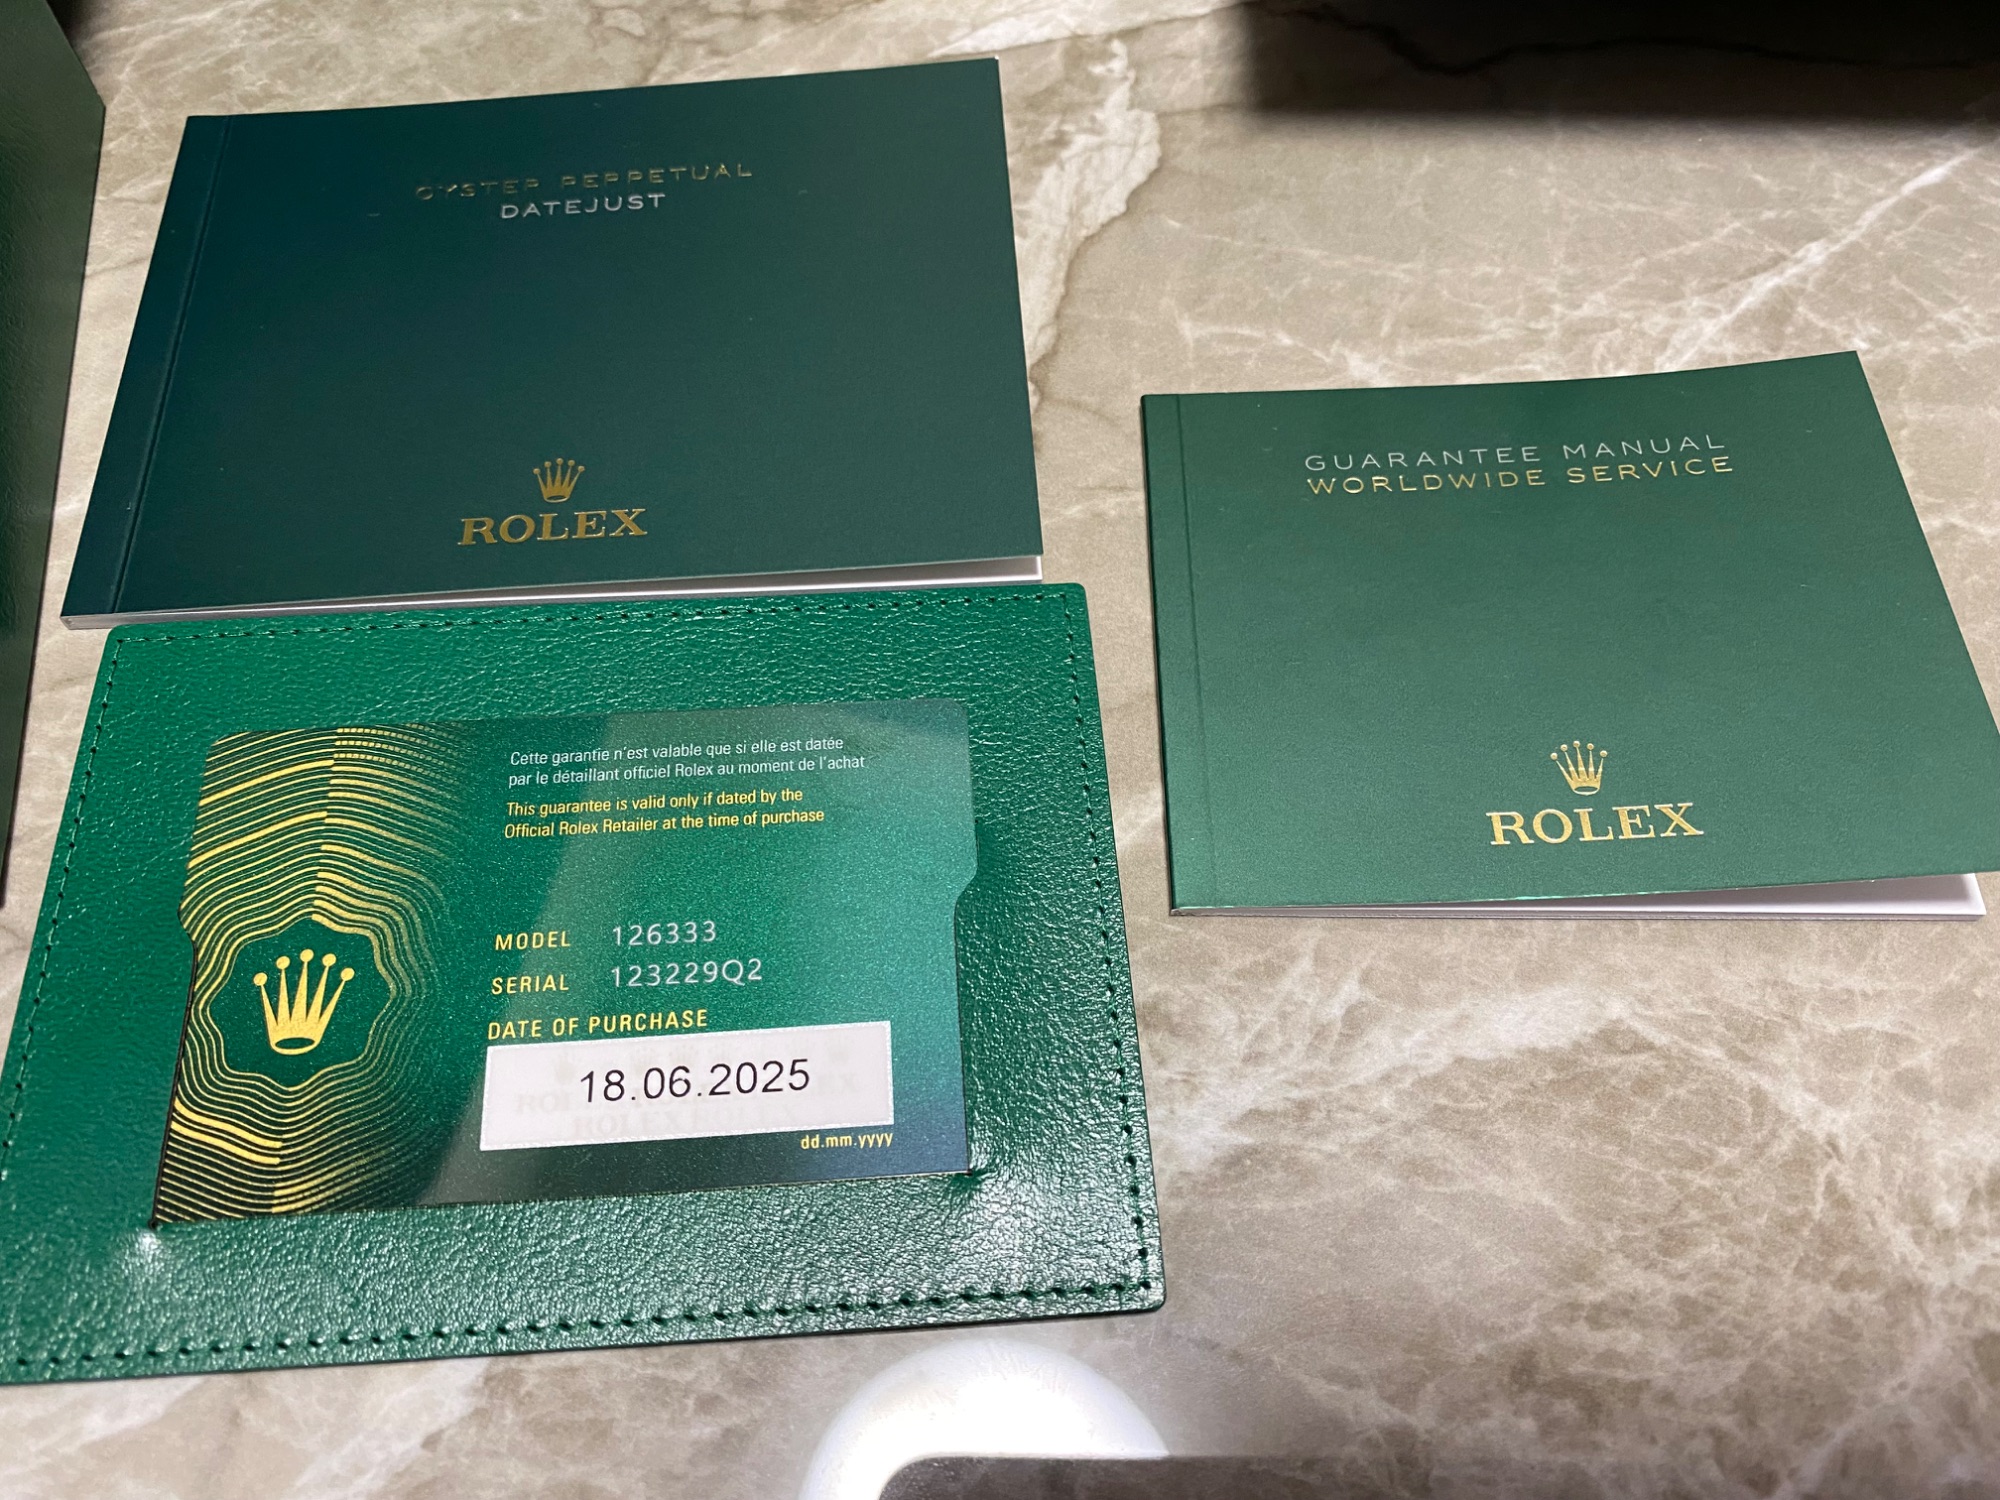 OYSTER PERPETUAL
DATEJUST
ROLEX
GUARANTEE MANUAL
WORLDWIDE SERVICE
ROLEX
Cette garantie n'est valable que si elle est datée
par le détaillant officiel Rolex au moment de l'achat
This guarantee is valid only if dated by the
Official Rolex Retailer at the time of purchase
MODEL 126333
SERIAL 123229Q2
DATE OF PURCHASE
18.06.2025
dd.mm.yyyy